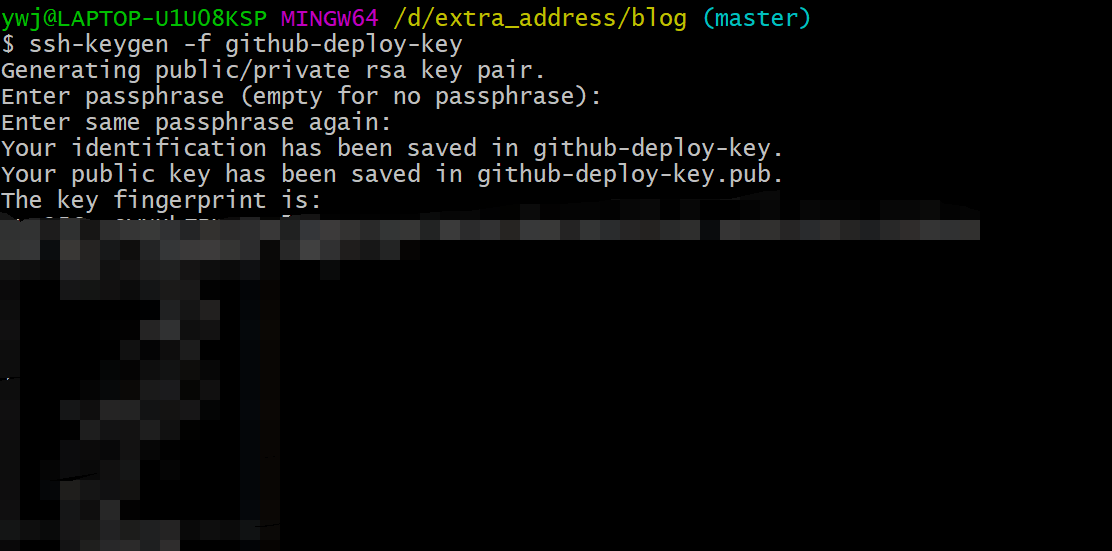 ywj@LAPTOP-U1UO8KSP MINGW64 /d/extra_address/blog (master)
$ ssh-keygen -f github-deploy-key
Generating public/private rsa key pair.
Enter passphrase (empty for no passphrase):
Enter same passphrase again:
Your identification has been saved in github-deploy-key.
Your public key has been saved in github-deploy-key.pub.
The key fingerprint is: